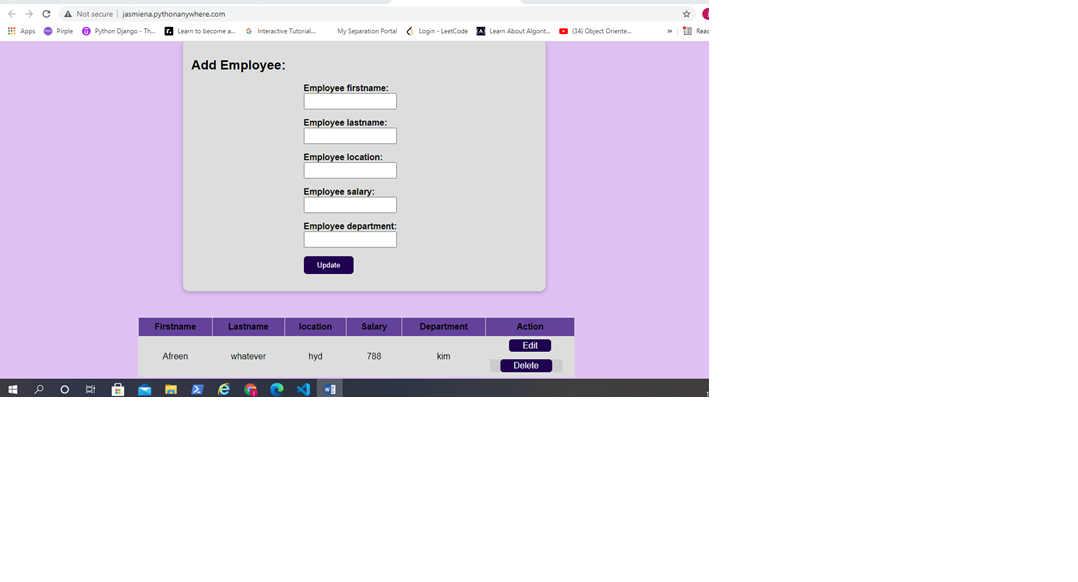 Not secure | jasmiena.pythonanywhere.com
Apps Pirple Python Django - Th... Learn to become a... Interactive Tutorial... My Separation Portal Login - LeetCode Learn About Algorit... (34) Object Oriente... »
Add Employee:
Employee firstname:
Employee lastname:
Employee location:
Employee salary:
Employee department:
Update
Firstname Lastname location Salary Department Action
Afreen whatever hyd 788 kim
Edit
Delete